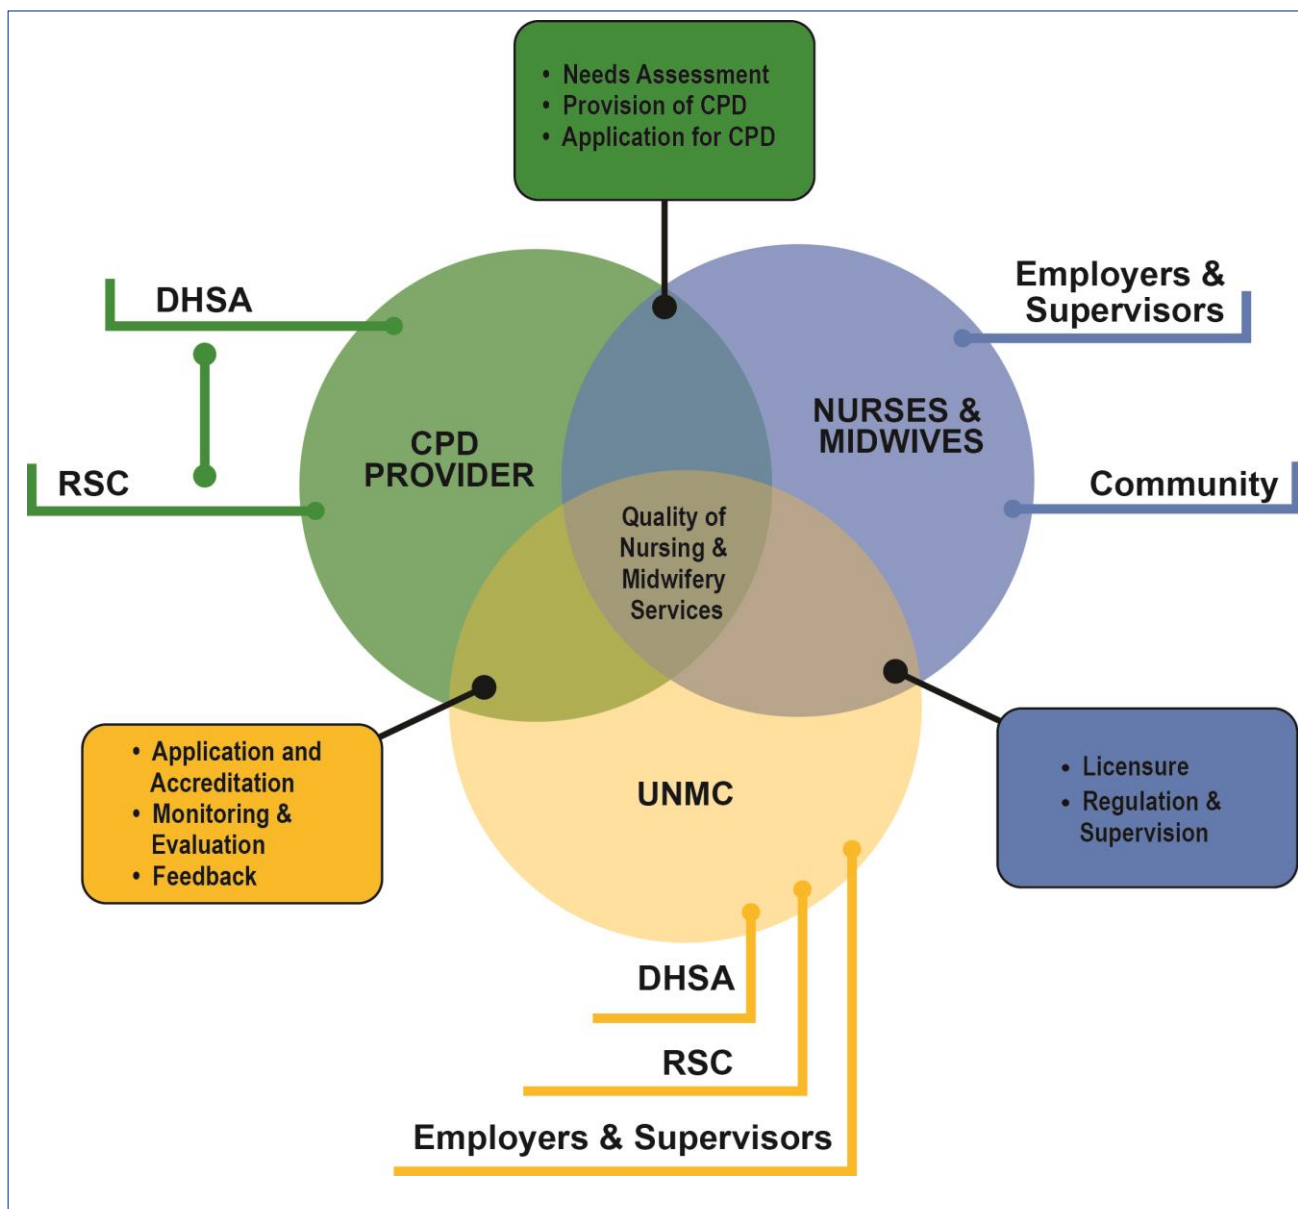 • Needs Assessment
• Provision of CPD
• Application for CPD
DHSA
Employers &
Supervisors
CPD
PROVIDER
NURSES &
MIDWIVES
RSC
Community
Quality of
Nursing &
Midwifery
Services
• Application and
Accreditation
• Monitoring &
Evaluation
• Feedback
UNMC
• Licensure
• Regulation &
Supervision
DHSA
RSC
Employers & Supervisors